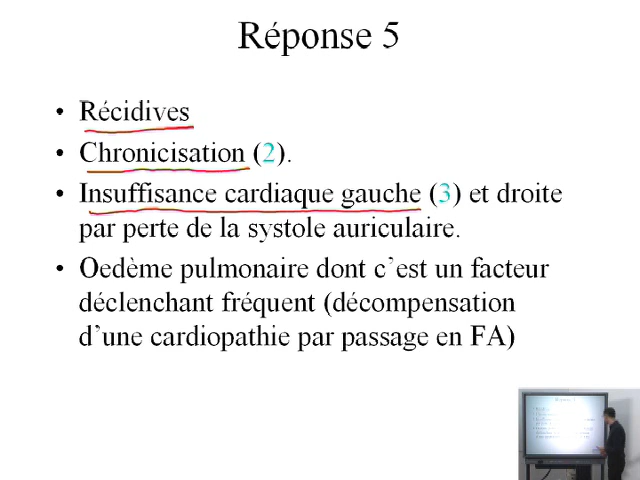 Réponse 5
• Récidives
• Chronicisation (2).
• Insuffisance cardiaque gauche (3) et droite
par perte de la systole auriculaire.
• Oedème pulmonaire dont c’est un facteur
déclenchant fréquent (décompensation
d’une cardiopathie par passage en FA)